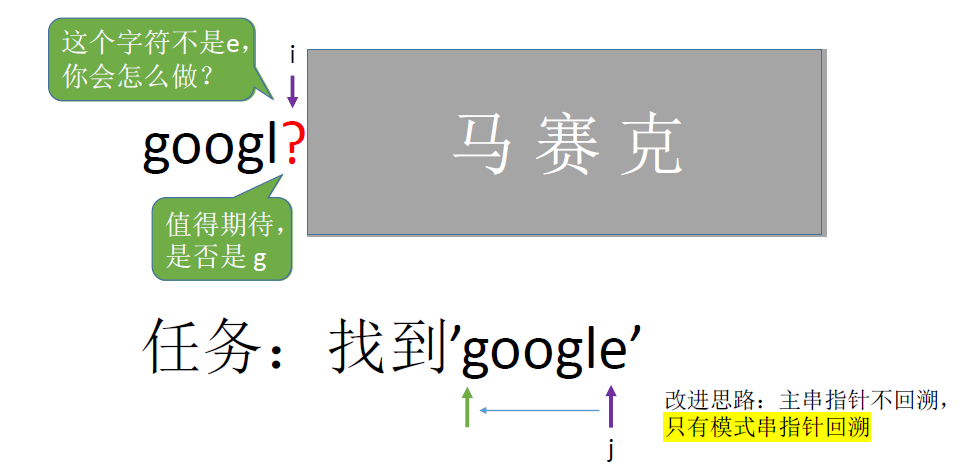 这个字符不是e，
你会怎么做？
i
googl?
马赛克
值得期待，
是否是 g
任务：找到’google’
j
改进思路：主串指针不回溯，
只有模式串指针回溯